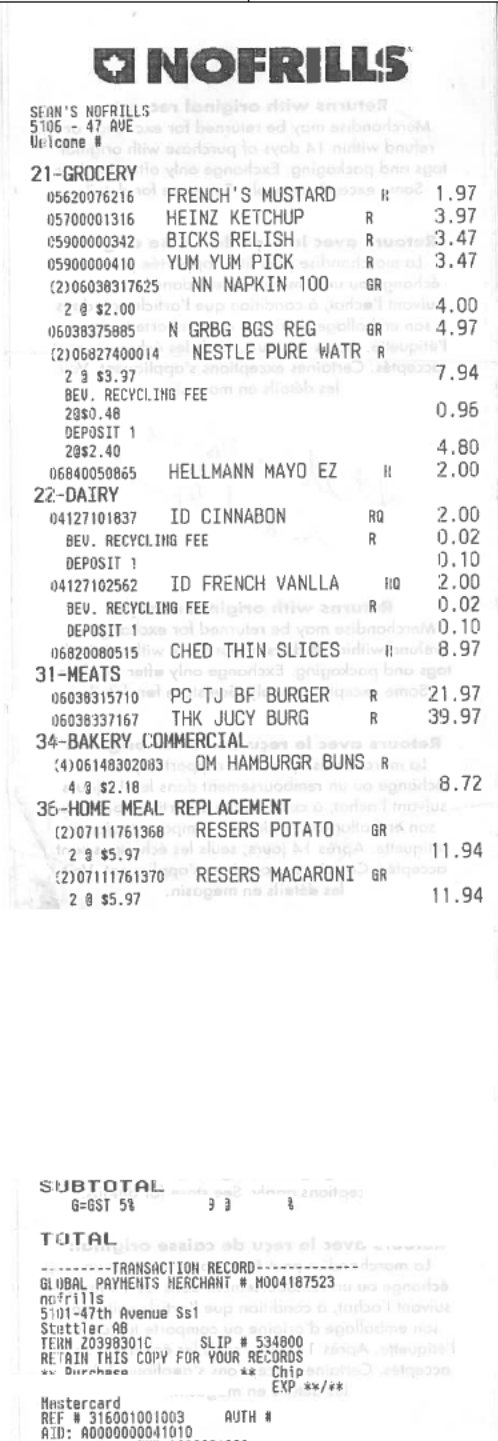 NOFRILLS
SEAN'S NOFRILLS
5106 - 47 AVE
Welcome #
21-GROCERY
05620076216 FRENCH'S MUSTARD R 1.97
05700001316 HEINZ KETCHUP R 3.97
05900000342 BICKS RELISH R 3.47
05900000410 YUM YUM PICK R 3.47
(2)06038317625 NN NAPKIN 100 GR
2 @ $2.00 4.00
06038375885 N GRBG BGS REG GR 4.97
(2)06827400014 NESTLE PURE WATR R
2 @ $3.97 7.94
BEV. RECYCLING FEE
2@$0.48 0.96
DEPOSIT 1
2@$2.40 4.80
06840050865 HELLMANN MAYO EZ R 2.00
22-DAIRY
04127101837 ID CINNABON RQ 2.00
BEV. RECYCLING FEE R 0.02
DEPOSIT 1 0.10
04127102562 ID FRENCH VANLLA RQ 2.00
BEV. RECYCLING FEE R 0.02
DEPOSIT 1 0.10
06820080515 CHED THIN SLICES R 8.97
31-MEATS
06038315710 PC TJ BF BURGER R 21.97
06038337167 THK JUCY BURG R 39.97
34-BAKERY COMMERCIAL
(4)06148302083 DM HAMBURGR BUNS R
4 @ $2.18 8.72
36-HOME MEAL REPLACEMENT
(2)07111761368 RESERS POTATO GR
2 @ $5.97 11.94
(2)07111761370 RESERS MACARONI GR
2 @ $5.97 11.94
SUBTOTAL
G=GST 5% @ %
TOTAL
---------TRANSACTION RECORD-------------
GLOBAL PAYMENTS MERCHANT # M004187523
nofrills
5101-47th Avenue Ss1
Stettler AB
TERM Z0398301C SLIP # 534800
RETAIN THIS COPY FOR YOUR RECORDS
** Purchase ** Chip
EXP **/**
Mastercard
REF # 316001001003 AUTH #
AID: A0000000041010